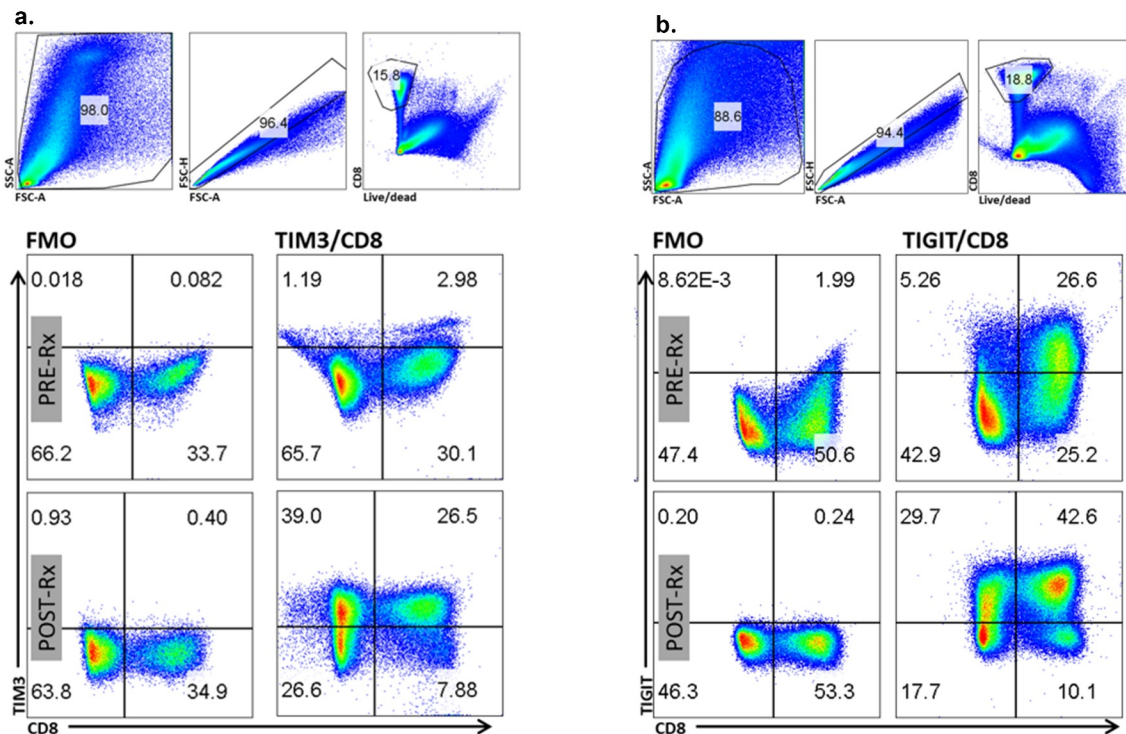 a.
98.0
SSC-A
FSC-A
96.4
FSC-H
FSC-A
15.8
CD8
Live/dead
FMO
TIM3/CD8
0.018
0.082
PRE-Rx
66.2
33.7
1.19
2.98
65.7
30.1
0.93
0.40
POST-Rx
63.8
34.9
39.0
26.5
26.6
7.88
TIM3
CD8
b.
88.6
SSC-A
FSC-A
94.4
FSC-H
FSC-A
18.8
CD8
Live/dead
FMO
TIGIT/CD8
8.62E-3
1.99
PRE-Rx
47.4
50.6
5.26
26.6
42.9
25.2
0.20
0.24
POST-Rx
46.3
53.3
29.7
42.6
17.7
10.1
TIGIT
CD8